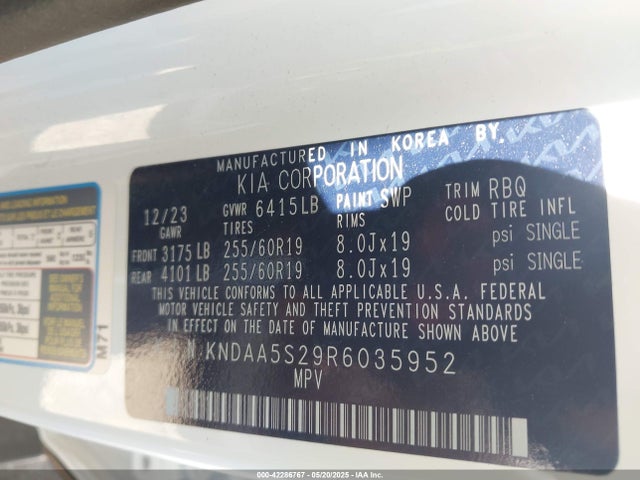 MANUFACTURED IN KOREA BY.
KIA CORPORATION
12/23 GVWR 6415LB PAINT SWP TRIM RBQ
GAWR TIRES RIMS COLD TIRE INFL
FRONT 3175 LB 255/60R19 8.0Jx19 psi SINGLE
REAR 4101 LB 255/60R19 8.0Jx19 psi SINGLE
THIS VEHICLE CONFORMS TO ALL APPLICABLE U.S.A. FEDERAL
MOTOR VEHICLE SAFETY AND THEFT PREVENTION STANDARDS
IN EFFECT ON THE DATE OF MANUFACTURE SHOWN ABOVE
KNDAA5S29R6035952
MPV
M71
000-42286767 - 05/20/2025 - IAAI.COM